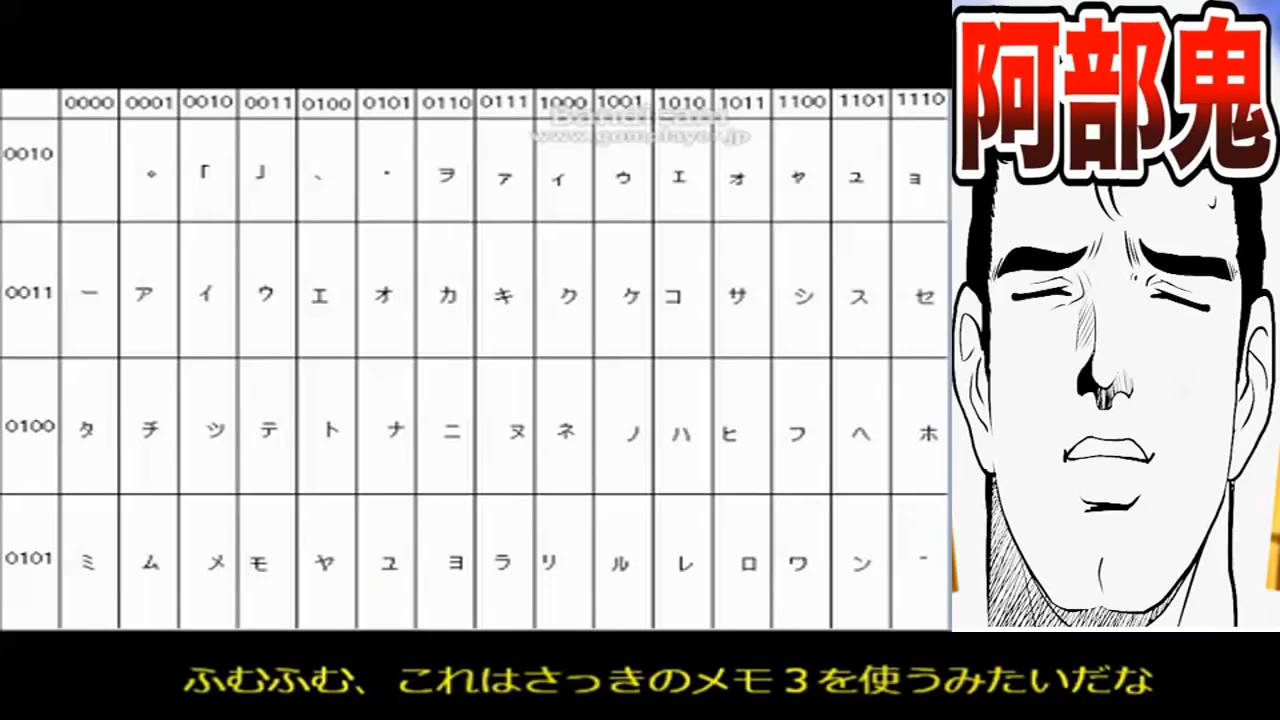 0000 0001 0010 0011 0100 0101 0110 0111 1000 1001 1010 1011 1100 1101 1110
0010 。 「 」 、 ・ ヲ ァ ィ ゥ ェ ォ ャ ュ ョ
0011 ー ア イ ウ エ オ カ キ ク ケ コ サ シ ス セ
0100 タ チ ツ テ ト ナ ニ ヌ ネ ノ ハ ヒ フ ヘ ホ
0101 ミ ム メ モ ヤ ユ ヨ ラ リ ル レ ロ ワ ン ゛
Bandicam
www.gomplayer.jp
阿部鬼
ふむふむ、これはさっきのメモ３を使うみたいだな